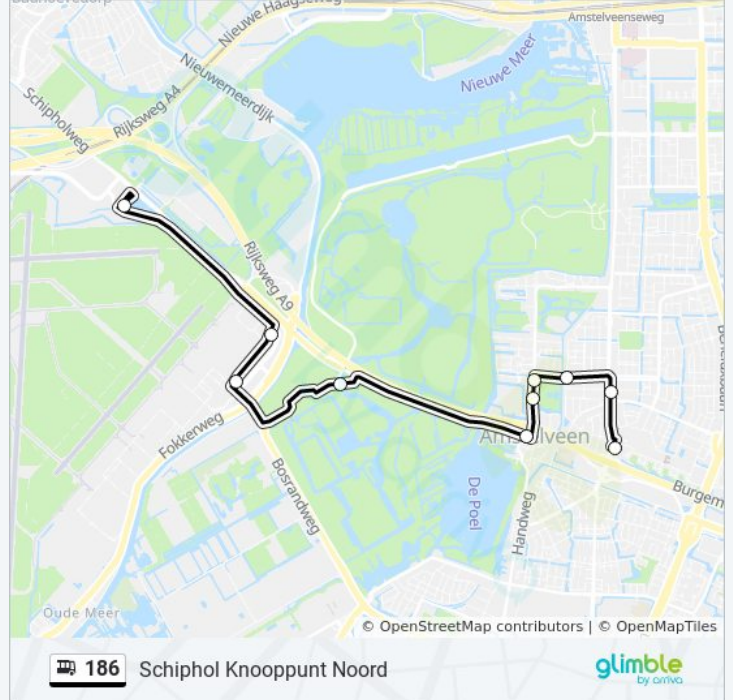 Nieuwe Haagseweg
Amstelveenseweg
Nieuwe Meer
Nieuwemeerdijk
Rijksweg A4
Schipholweg
Rijksweg A9
Amstelveen
Fokkerweg
Bosrandweg
De Poel
Handweg
Burgem
Oude Meer
© OpenStreetMap contributors | © OpenMapTiles
186 Schiphol Knooppunt Noord
glimble
by arriva